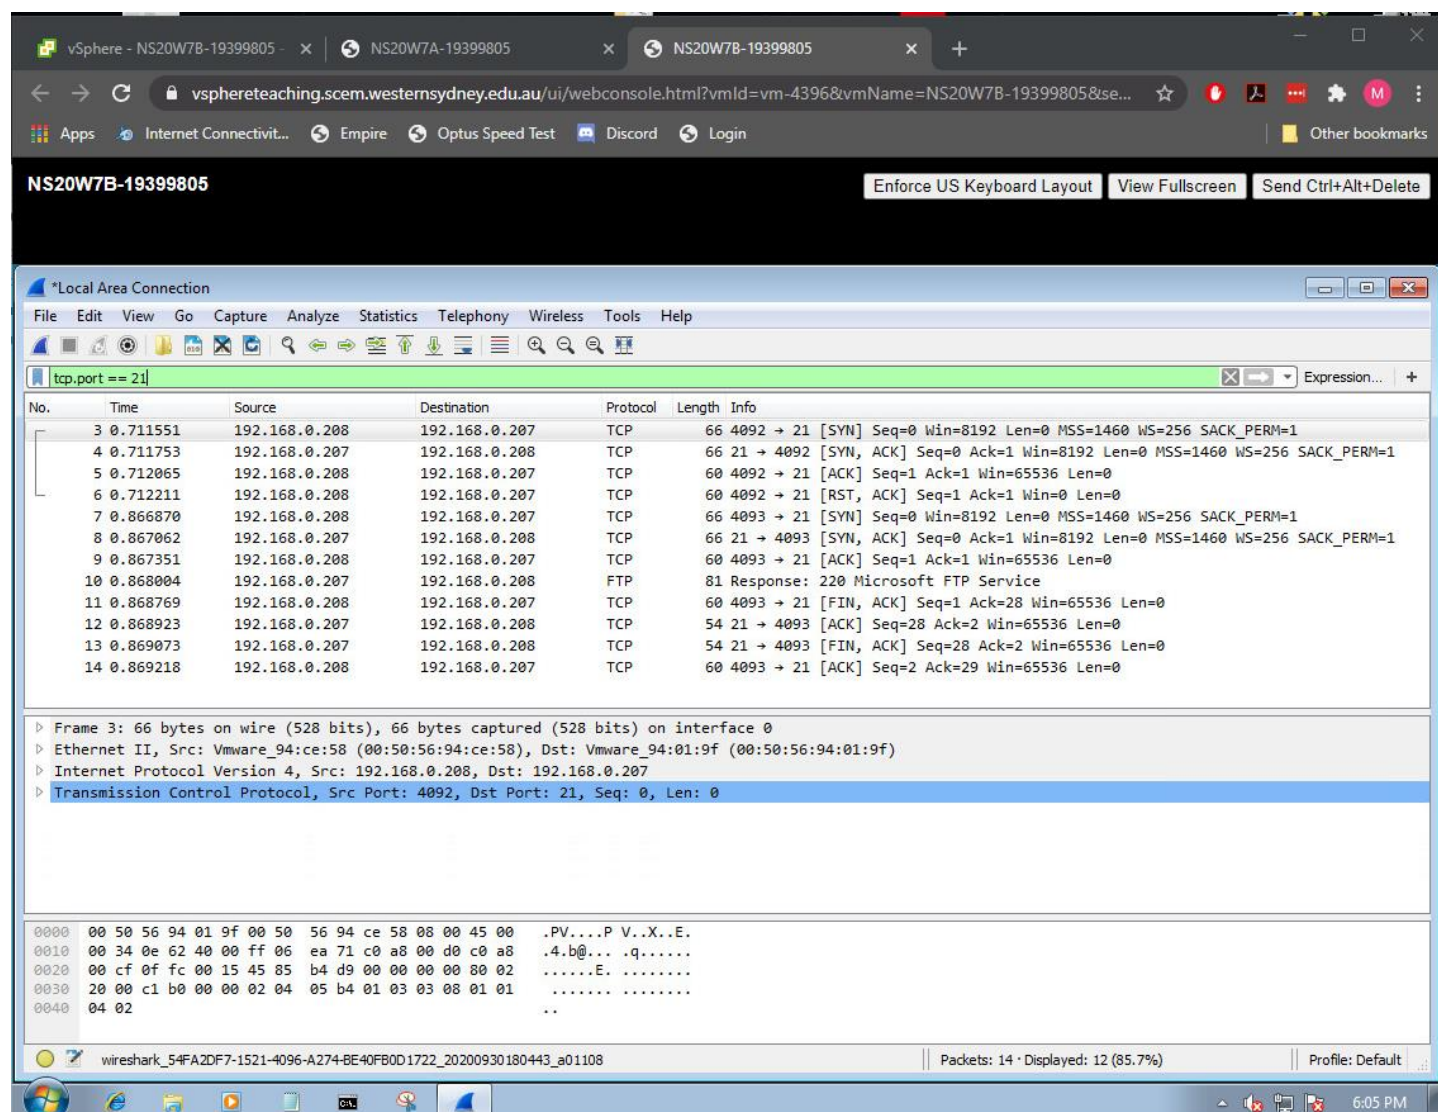 vSphere - NS20W7B-19399805 -
NS20W7A-19399805
NS20W7B-19399805
vsphereteaching.scem.westernsydney.edu.au/ui/webconsole.html?vmId=vm-4396&vmName=NS20W7B-19399805&se...
M
Apps Internet Connectivit... Empire Optus Speed Test Discord Login Other bookmarks
NS20W7B-19399805 Enforce US Keyboard Layout View Fullscreen Send Ctrl+Alt+Delete
*Local Area Connection
File Edit View Go Capture Analyze Statistics Telephony Wireless Tools Help
tcp.port == 21 Expression... +
No. Time Source Destination Protocol Length Info
3 0.711551 192.168.0.208 192.168.0.207 TCP 66 4092 → 21 [SYN] Seq=0 Win=8192 Len=0 MSS=1460 WS=256 SACK_PERM=1
4 0.711753 192.168.0.207 192.168.0.208 TCP 66 21 → 4092 [SYN, ACK] Seq=0 Ack=1 Win=8192 Len=0 MSS=1460 WS=256 SACK_PERM=1
5 0.712065 192.168.0.208 192.168.0.207 TCP 60 4092 → 21 [ACK] Seq=1 Ack=1 Win=65536 Len=0
6 0.712211 192.168.0.208 192.168.0.207 TCP 60 4092 → 21 [RST, ACK] Seq=1 Ack=1 Win=0 Len=0
7 0.866870 192.168.0.208 192.168.0.207 TCP 66 4093 → 21 [SYN] Seq=0 Win=8192 Len=0 MSS=1460 WS=256 SACK_PERM=1
8 0.867062 192.168.0.207 192.168.0.208 TCP 66 21 → 4093 [SYN, ACK] Seq=0 Ack=1 Win=8192 Len=0 MSS=1460 WS=256 SACK_PERM=1
9 0.867351 192.168.0.208 192.168.0.207 TCP 60 4093 → 21 [ACK] Seq=1 Ack=1 Win=65536 Len=0
10 0.868004 192.168.0.207 192.168.0.208 FTP 81 Response: 220 Microsoft FTP Service
11 0.868769 192.168.0.208 192.168.0.207 TCP 60 4093 → 21 [FIN, ACK] Seq=1 Ack=28 Win=65536 Len=0
12 0.868923 192.168.0.207 192.168.0.208 TCP 54 21 → 4093 [ACK] Seq=28 Ack=2 Win=65536 Len=0
13 0.869073 192.168.0.207 192.168.0.208 TCP 54 21 → 4093 [FIN, ACK] Seq=28 Ack=2 Win=65536 Len=0
14 0.869218 192.168.0.208 192.168.0.207 TCP 60 4093 → 21 [ACK] Seq=2 Ack=29 Win=65536 Len=0
Frame 3: 66 bytes on wire (528 bits), 66 bytes captured (528 bits) on interface 0
Ethernet II, Src: Vmware_94:ce:58 (00:50:56:94:ce:58), Dst: Vmware_94:01:9f (00:50:56:94:01:9f)
Internet Protocol Version 4, Src: 192.168.0.208, Dst: 192.168.0.207
Transmission Control Protocol, Src Port: 4092, Dst Port: 21, Seq: 0, Len: 0
0000 00 50 56 94 01 9f 00 50 56 94 ce 58 08 00 45 00 .PV....P V..X..E.
0010 00 34 0e 62 40 00 ff 06 ea 71 c0 a8 00 d0 c0 a8 .4.b@... .q......
0020 00 cf 0f fc 00 15 45 85 b4 d9 00 00 00 00 80 02 ......E. ........
0030 20 00 c1 b0 00 00 02 04 05 b4 01 03 03 08 01 01 ....... ........
0040 04 02 ..
wireshark_54FA2DF7-1521-4096-A274-BE40FB0D1722_20200930180443_a01108 Packets: 14 · Displayed: 12 (85.7%) Profile: Default
6:05 PM